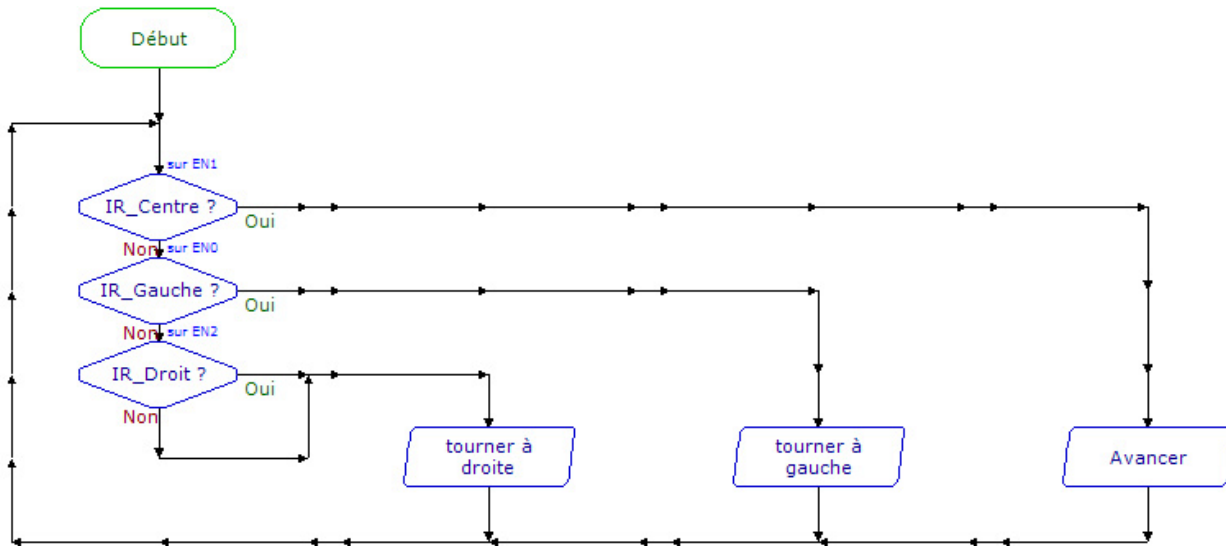 Début
sur EN1
IR_Centre ?
Oui
Non
sur EN0
IR_Gauche ?
Oui
Non
sur EN2
IR_Droit ?
Oui
Non
tourner à
droite
tourner à
gauche
Avancer